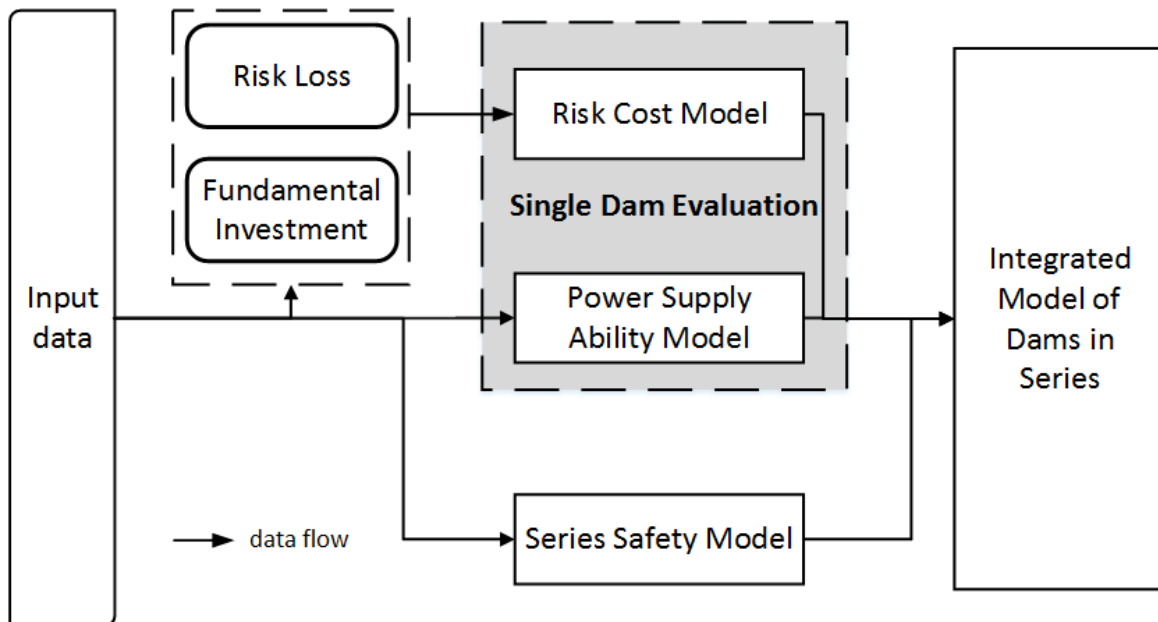 Input
data
Risk Loss
Fundamental
Investment
Risk Cost Model
Single Dam Evaluation
Power Supply
Ability Model
Series Safety Model
Integrated
Model of
Dams in
Series
data flow